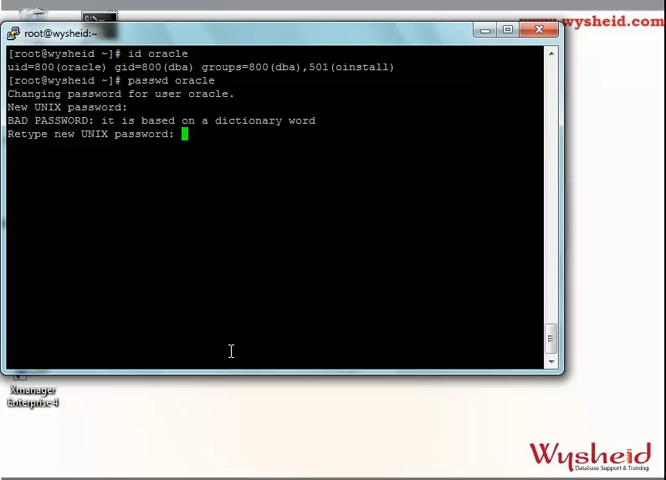 www.wysheid.com
root@wysheid:~
[root@wysheid ~]# id oracle
uid=800(oracle) gid=800(dba) groups=800(dba),501(oinstall)
[root@wysheid ~]# passwd oracle
Changing password for user oracle.
New UNIX password:
BAD PASSWORD: it is based on a dictionary word
Retype new UNIX password:
Xmanager
Enterprise 4
Wysheid
Database Support & Training